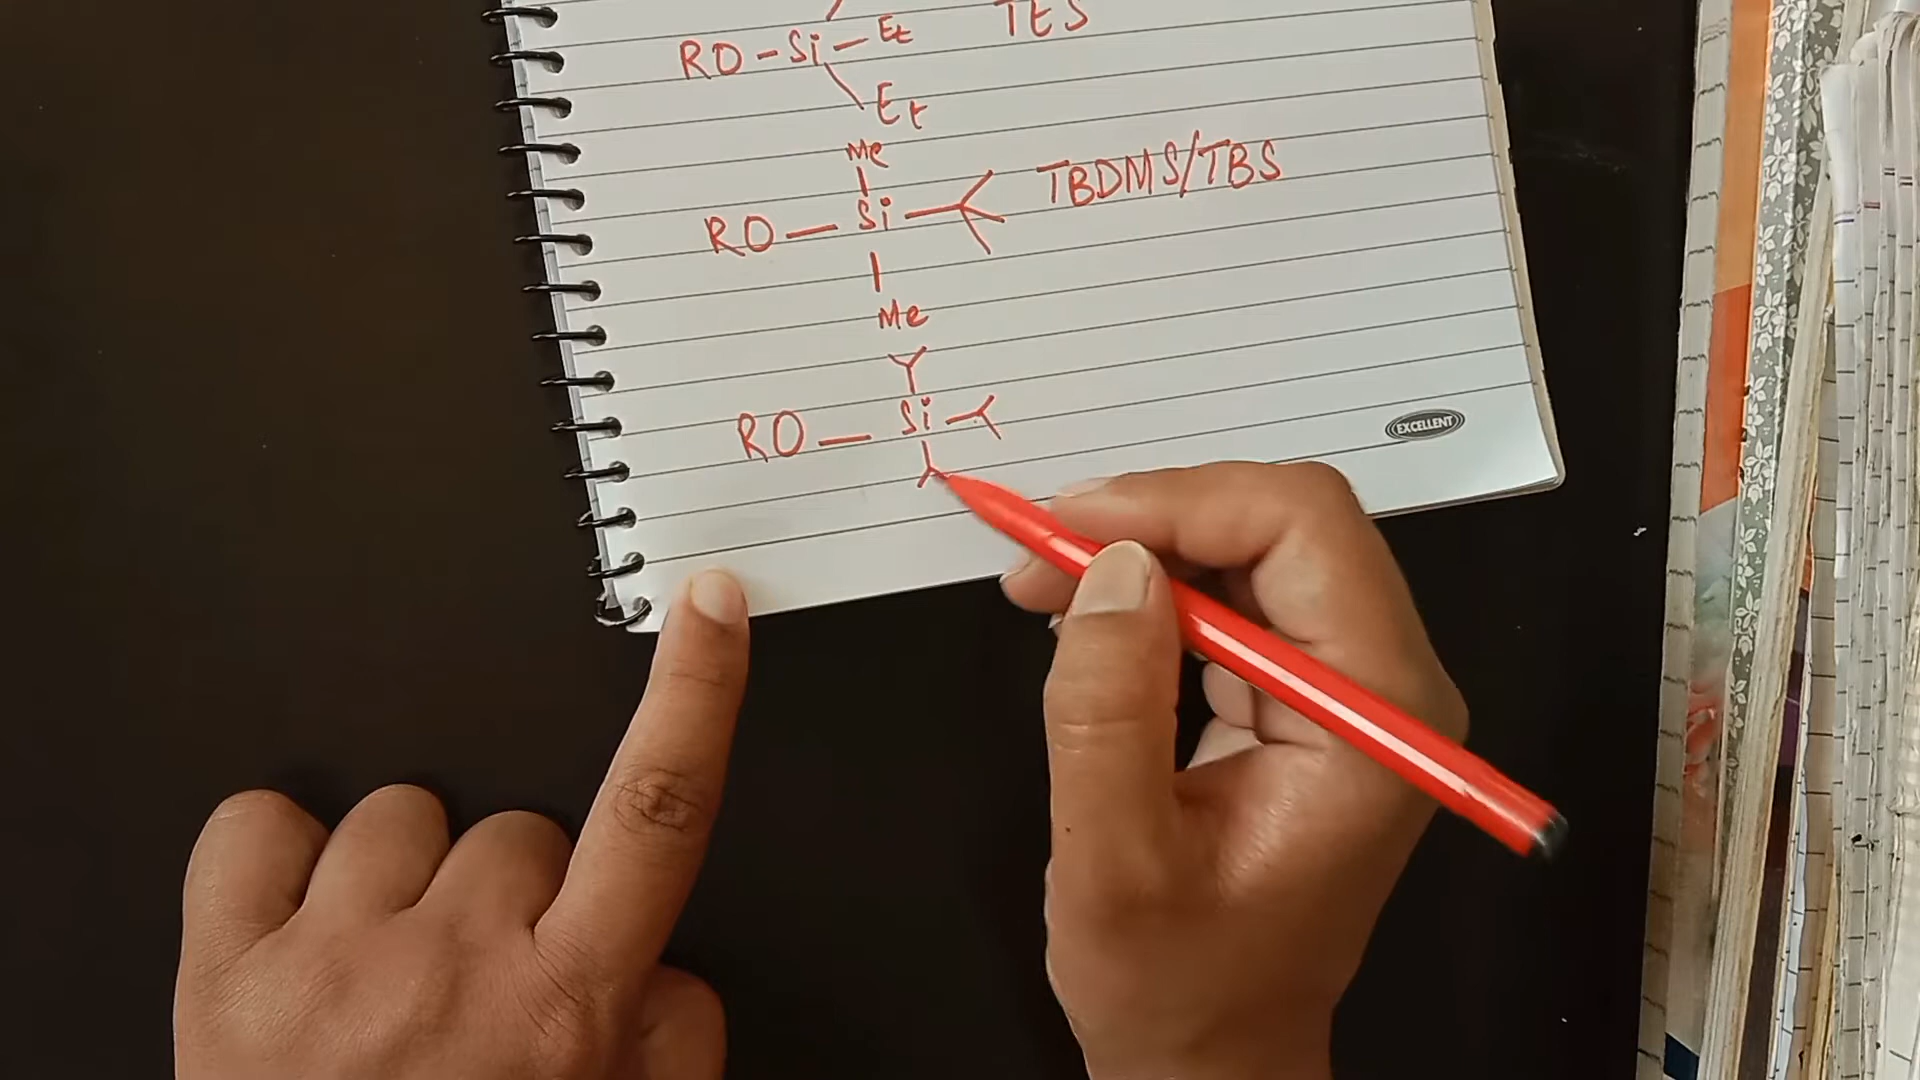 RO-Si-Et TES
Et
Me
RO-Si TBDMS/TBS
Me
RO-Si
EXCELLENT